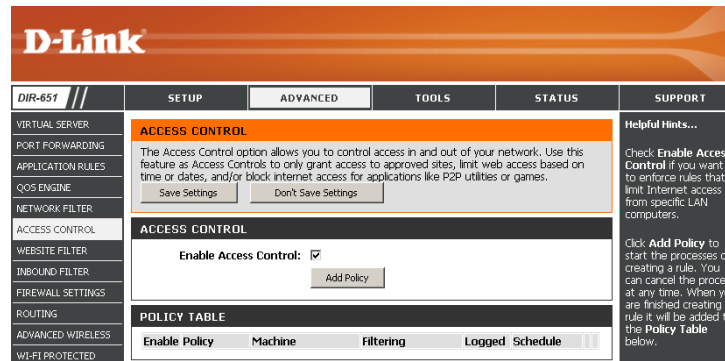 D-Link
DIR-651
SETUP
ADVANCED
TOOLS
STATUS
SUPPORT
VIRTUAL SERVER
PORT FORWARDING
APPLICATION RULES
QOS ENGINE
NETWORK FILTER
ACCESS CONTROL
WEBSITE FILTER
INBOUND FILTER
FIREWALL SETTINGS
ROUTING
ADVANCED WIRELESS
WI-FI PROTECTED
ACCESS CONTROL
The Access Control option allows you to control access in and out of your network. Use this
feature as Access Controls to only grant access to approved sites, limit web access based on
time or dates, and/or block internet access for applications like P2P utilities or games.
Save Settings
Don't Save Settings
ACCESS CONTROL
Enable Access Control:
Add Policy
POLICY TABLE
Enable Policy Machine Filtering Logged Schedule
Helpful Hints...
Check Enable Acces
Control if you want
to enforce rules that
limit Internet access
from specific LAN
computers.
Click Add Policy to
start the processes o
creating a rule. You
can cancel the proce
at any time. When y
are finished creating
rule it will be added t
the Policy Table
below.